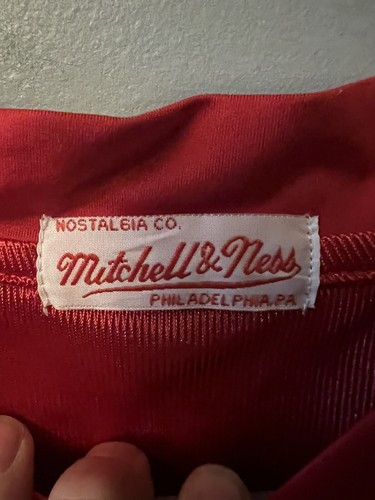 NOSTALGIA CO.
Mitchell & Ness
PHILADELPHIA, PA